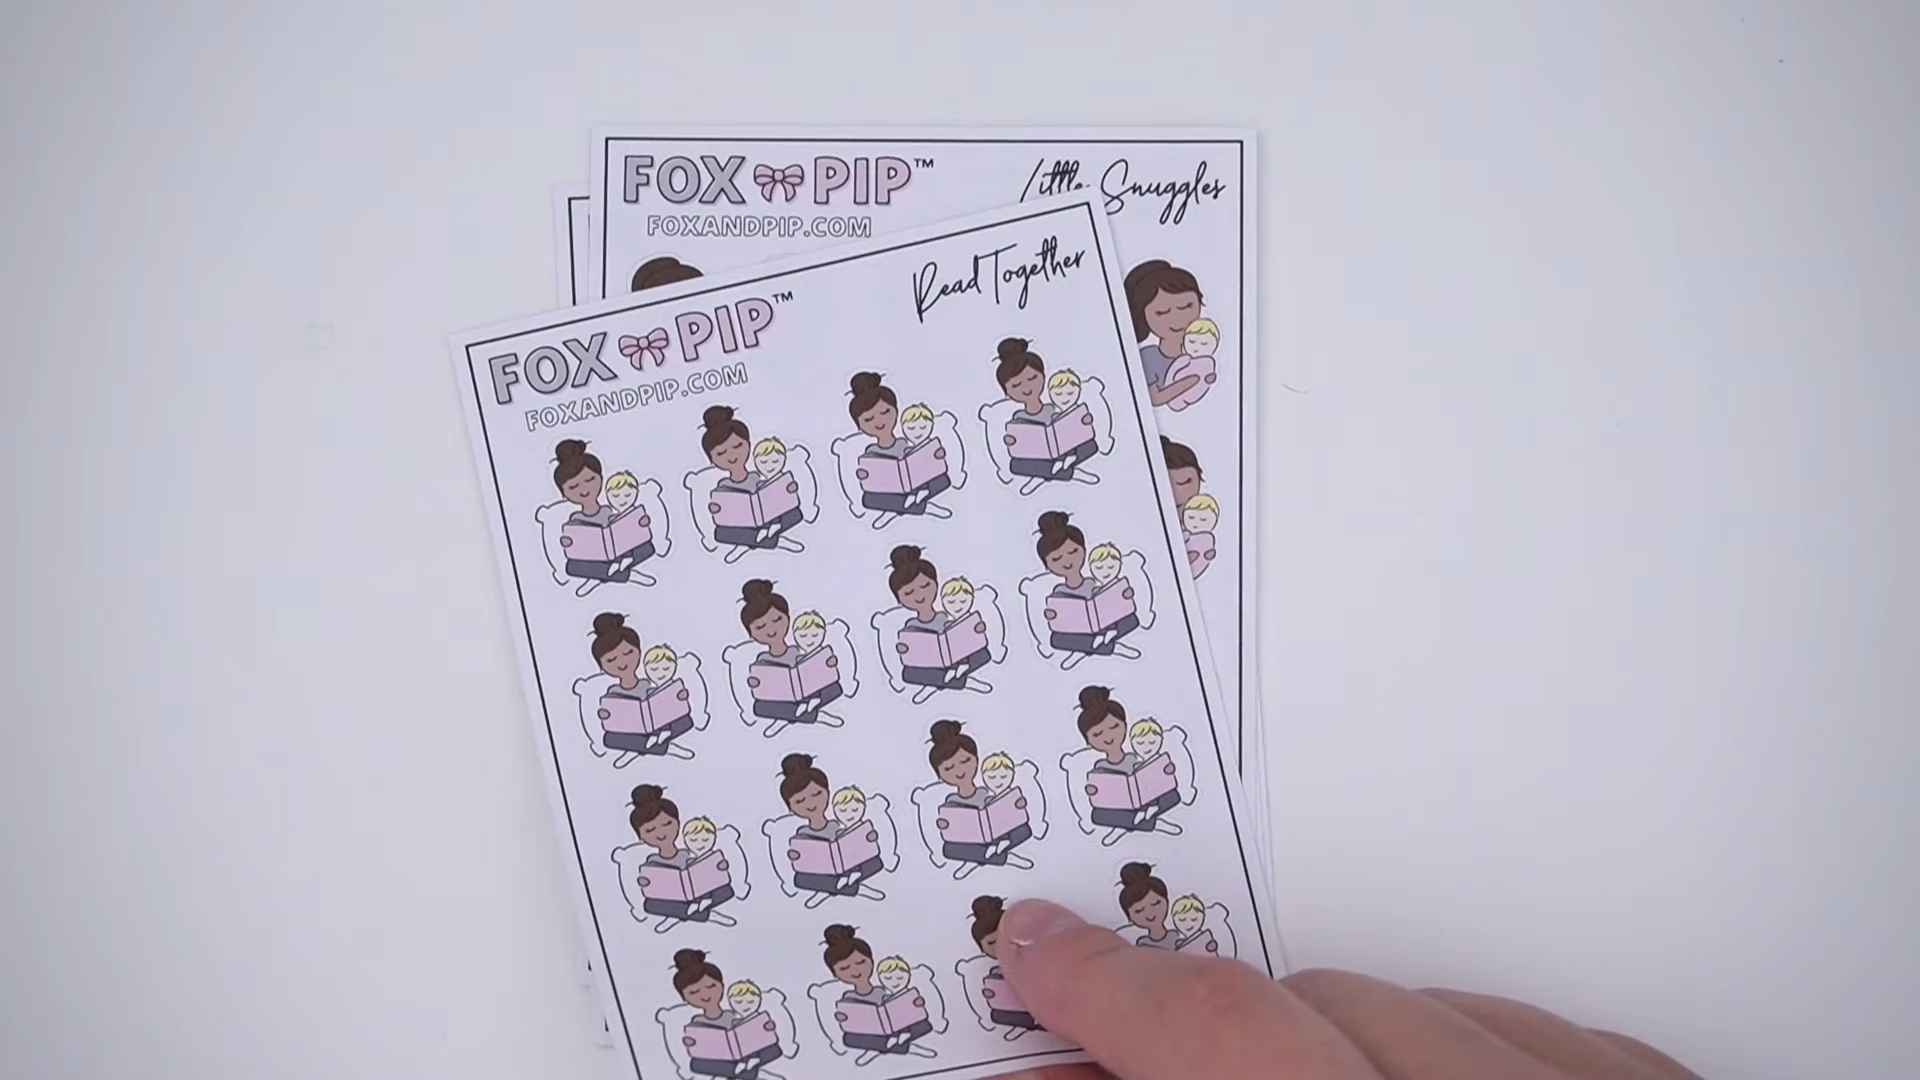 FOX PIP™
Little Snuggles
FOXANDPIP.COM
Read Together
FOX PIP™
FOXANDPIP.COM